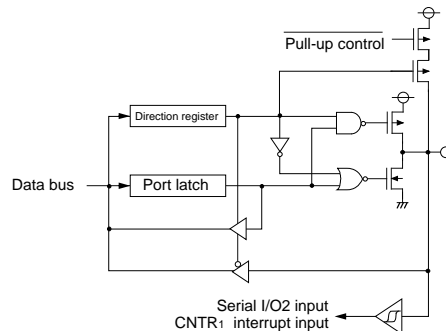 Pull-up control
Direction register
Data bus
Port latch
Serial I/O2 input
CNTR1 interrupt input